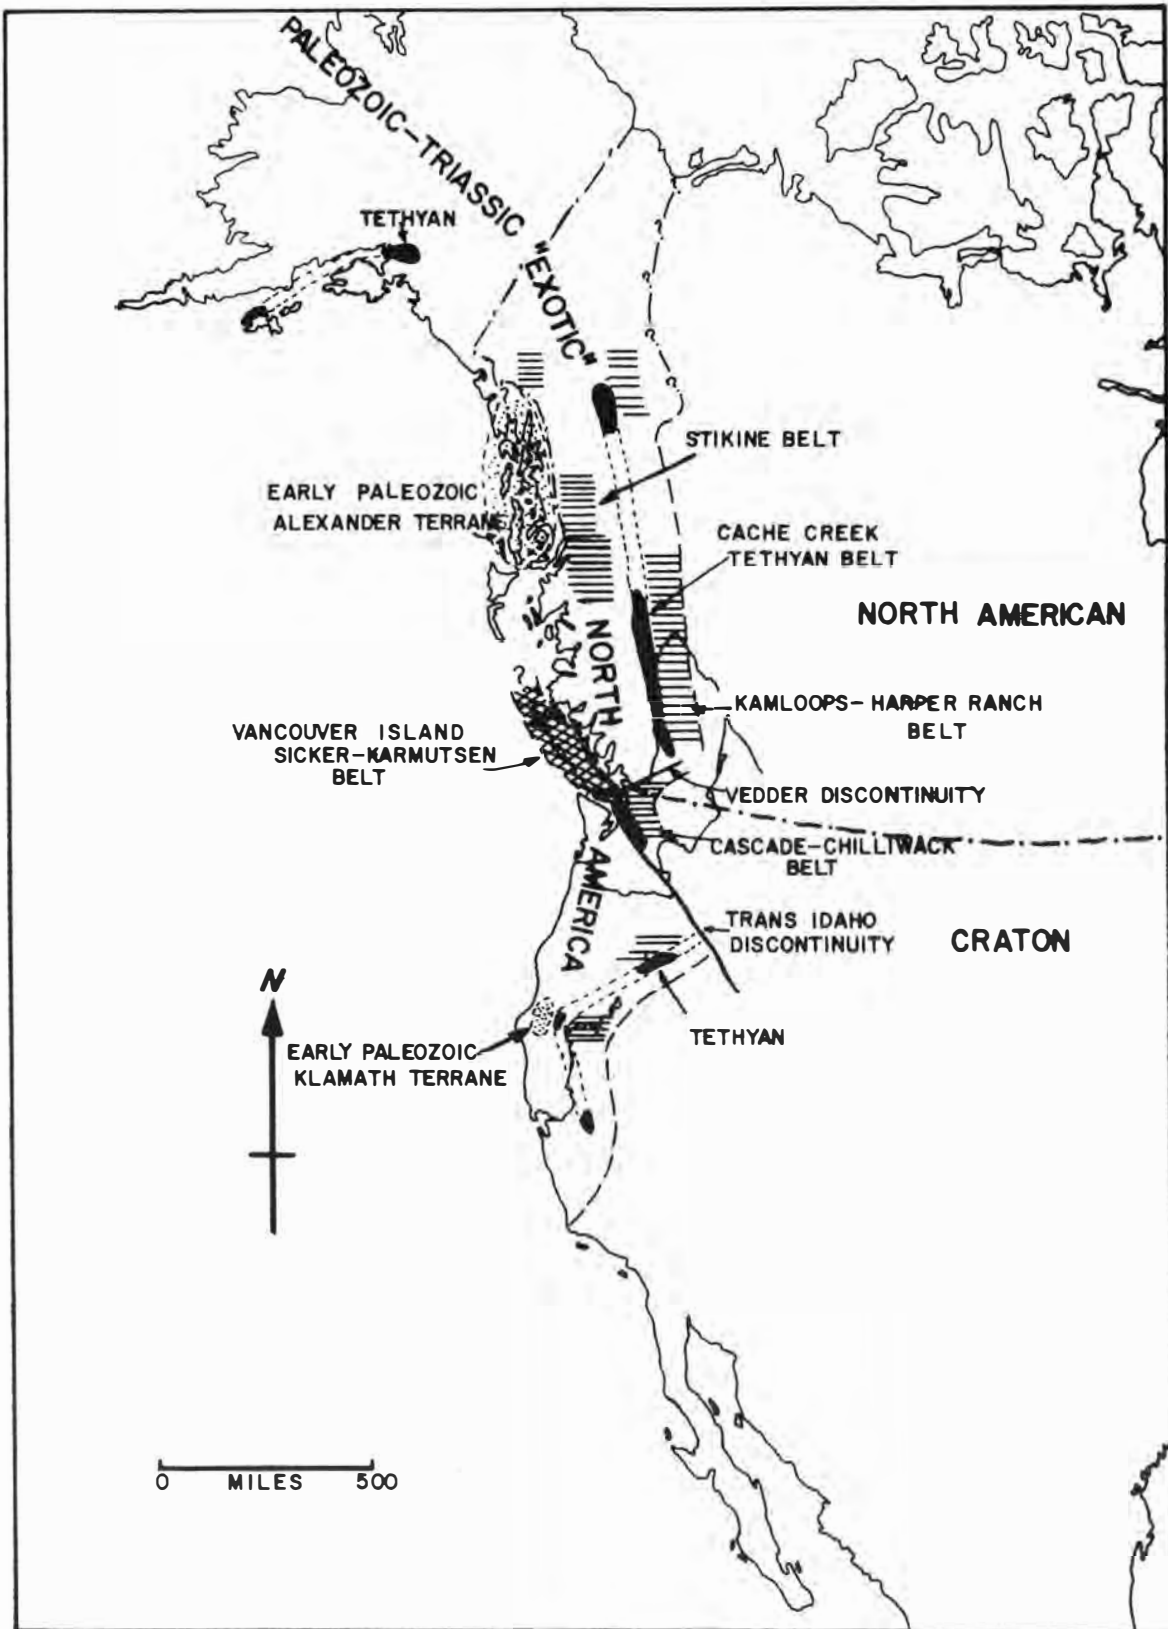 PALEOZOIC-TRIASSIC "EXOTIC"
NORTH
AMERICA
TETHYAN
STIKINE BELT
EARLY PALEOZOIC
ALEXANDER TERRANE
CACHE CREEK
TETHYAN BELT
NORTH AMERICAN
KAMLOOPS-HARPER RANCH
BELT
VANCOUVER ISLAND
SICKER-KARMUTSEN
BELT
VEDDER DISCONTINUITY
CASCADE-CHILLIWACK
BELT
TRANS IDAHO
DISCONTINUITY
CRATON
N
TETHYAN
EARLY PALEOZOIC
KLAMATH TERRANE
0 MILES 500
?
?
?
?
?